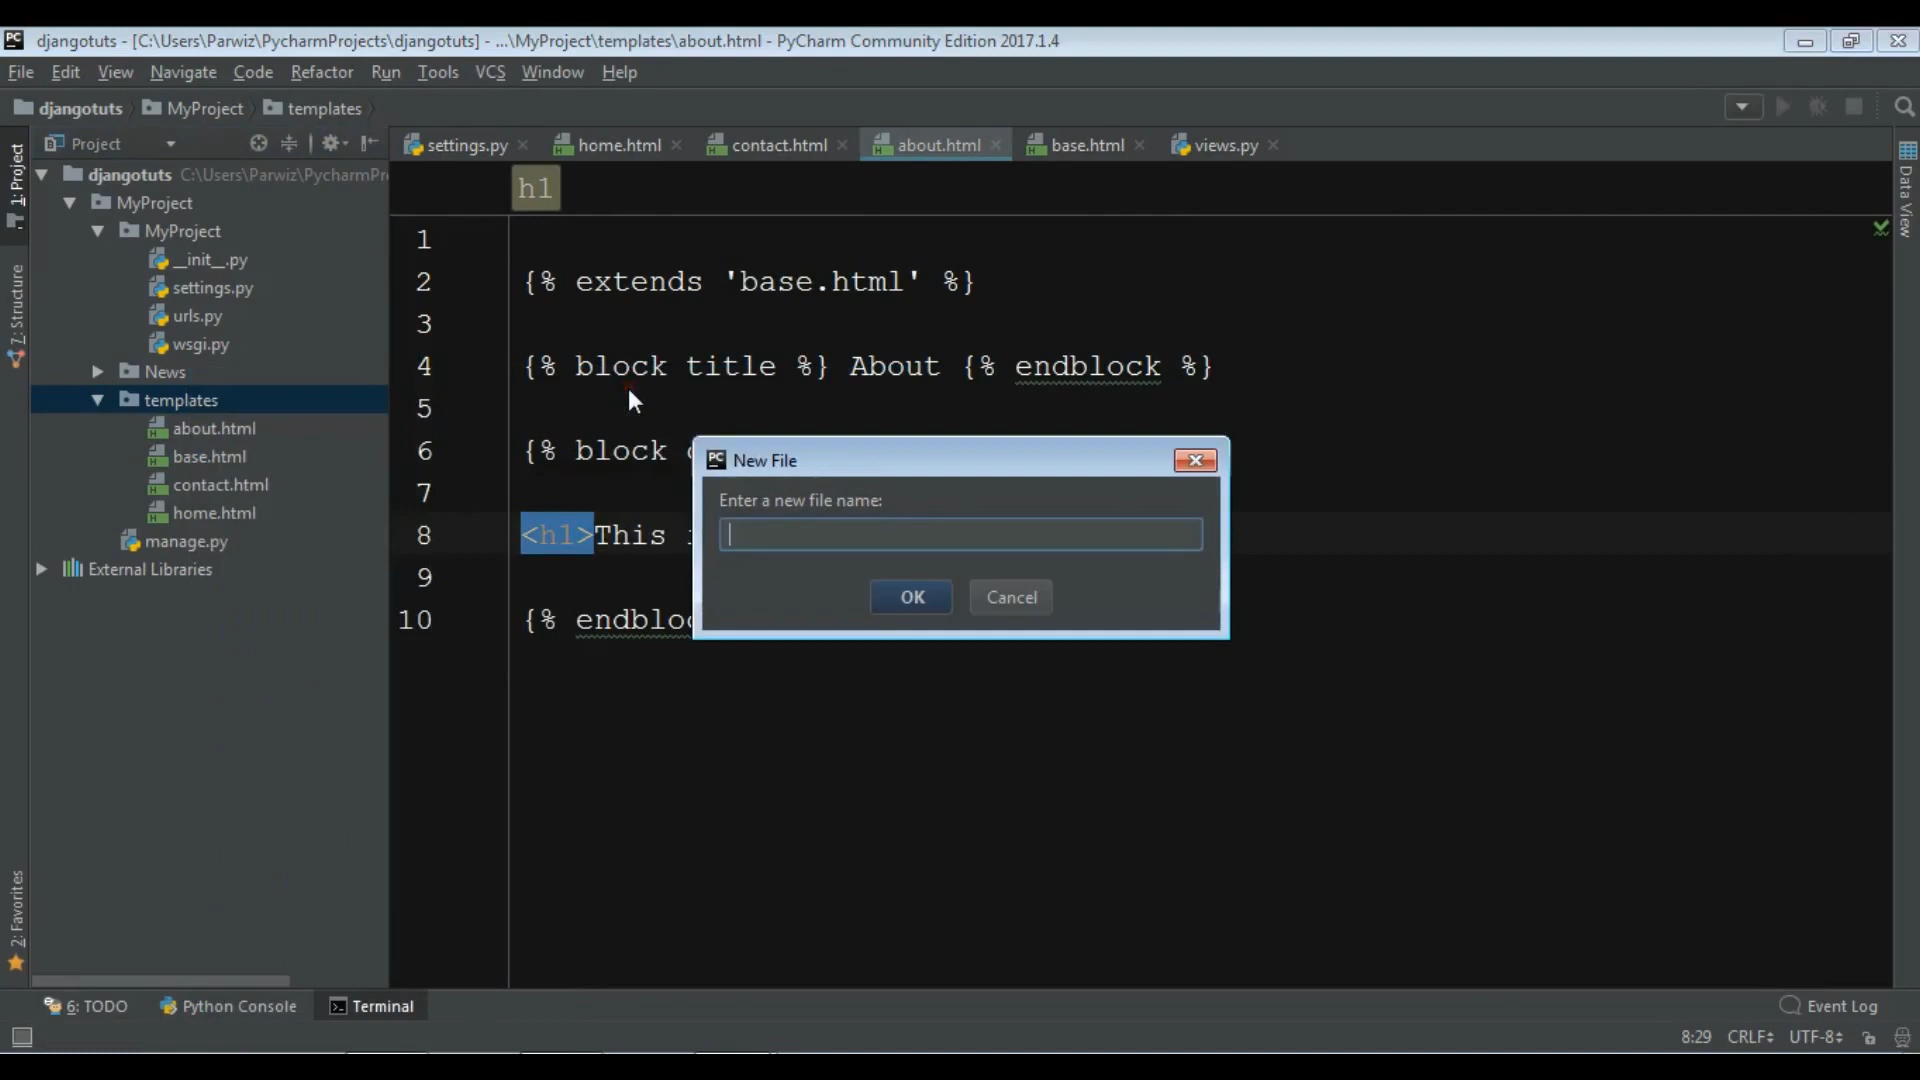 djangotuts - [C:\Users\Parwiz\PycharmProjects\djangotuts] - ...\MyProject\templates\about.html - PyCharm Community Edition 2017.1.4
File Edit View Navigate Code Refactor Run Tools VCS Window Help
djangotuts MyProject templates
Project
settings.py home.html contact.html about.html base.html views.py
1: Project
7: Structure
2: Favorites
djangotuts C:\Users\Parwiz\PycharmPr
MyProject
MyProject
__init__.py
settings.py
urls.py
wsgi.py
News
templates
about.html
base.html
contact.html
home.html
manage.py
External Libraries
h1
1
2 {% extends 'base.html' %}
3
4 {% block title %} About {% endblock %}
5
6 {% block
7
8 <h1>This
9
10 {% endbloc
New File
Enter a new file name:
OK Cancel
Data View
6: TODO Python Console Terminal Event Log
8:29 CRLF UTF-8